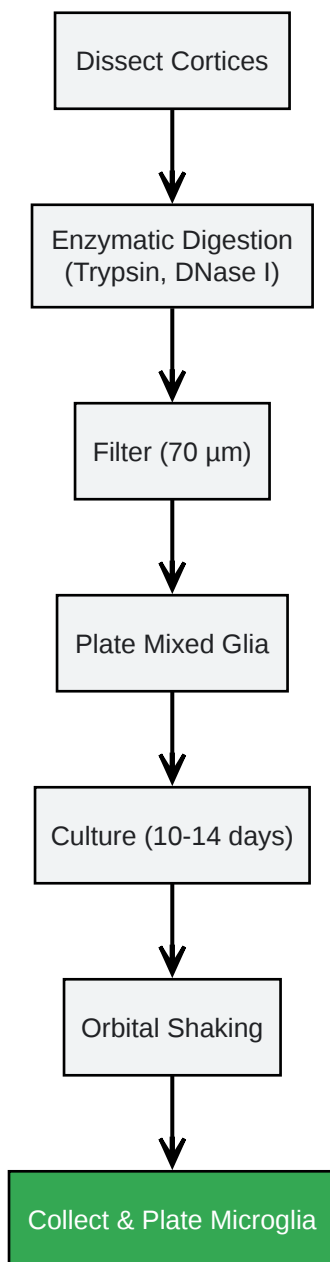 Dissect Cortices
Enzymatic Digestion
(Trypsin, DNase I)
Filter (70 µm)
Plate Mixed Glia
Culture (10-14 days)
Orbital Shaking
Collect & Plate Microglia